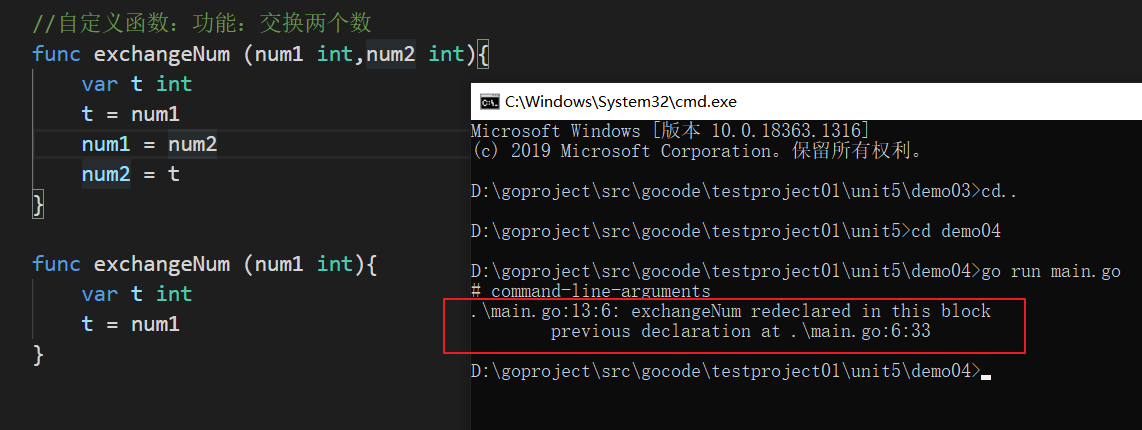 //自定义函数：功能：交换两个数
func exchangeNum (num1 int,num2 int){
    var t int
    t = num1
    num1 = num2
    num2 = t
}
func exchangeNum (num1 int){
    var t int
    t = num1
}
C:\Windows\System32\cmd.exe
Microsoft Windows [版本 10.0.18363.1316]
(c) 2019 Microsoft Corporation。保留所有权利。
D:\goproject\src\gocode\testproject01\unit5\demo03>cd..
D:\goproject\src\gocode\testproject01\unit5>cd demo04
D:\goproject\src\gocode\testproject01\unit5\demo04>go run main.go
# command-line-arguments
.\main.go:13:6: exchangeNum redeclared in this block
        previous declaration at .\main.go:6:33
D:\goproject\src\gocode\testproject01\unit5\demo04>